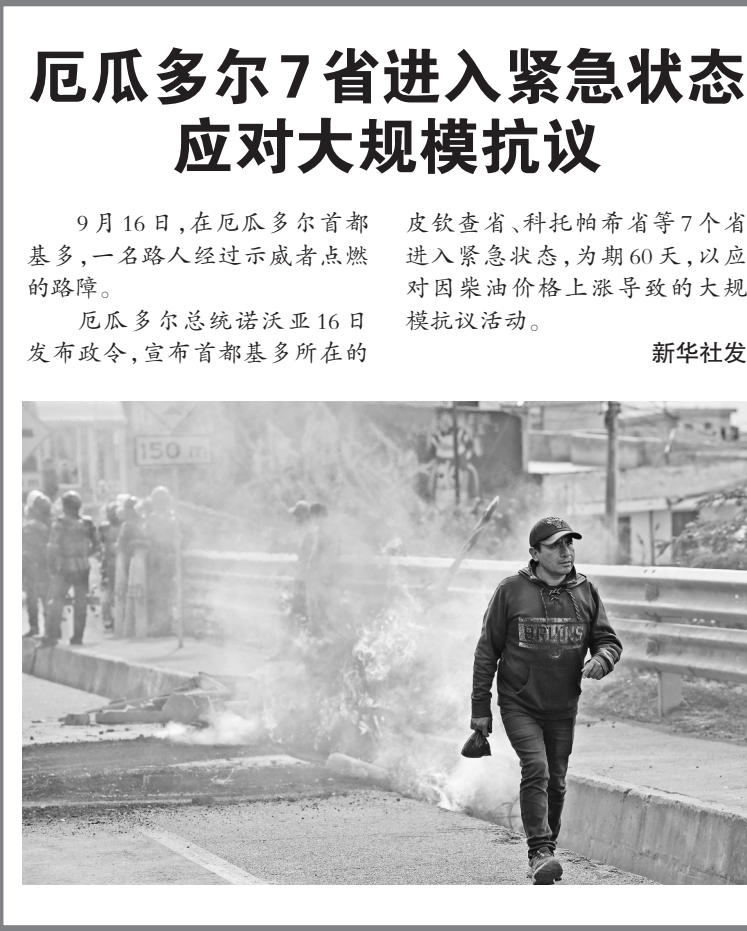 厄瓜多尔7省进入紧急状态
应对大规模抗议
9月16日,在厄瓜多尔首都
基多,一名路人经过示威者点燃
的路障。
厄瓜多尔总统诺沃亚16日
发布政令,宣布首都基多所在的
皮钦查省、科托帕希省等7个省
进入紧急状态,为期60天,以应
对因柴油价格上涨导致的大规
模抗议活动。
新华社发
150 m
BRUINS